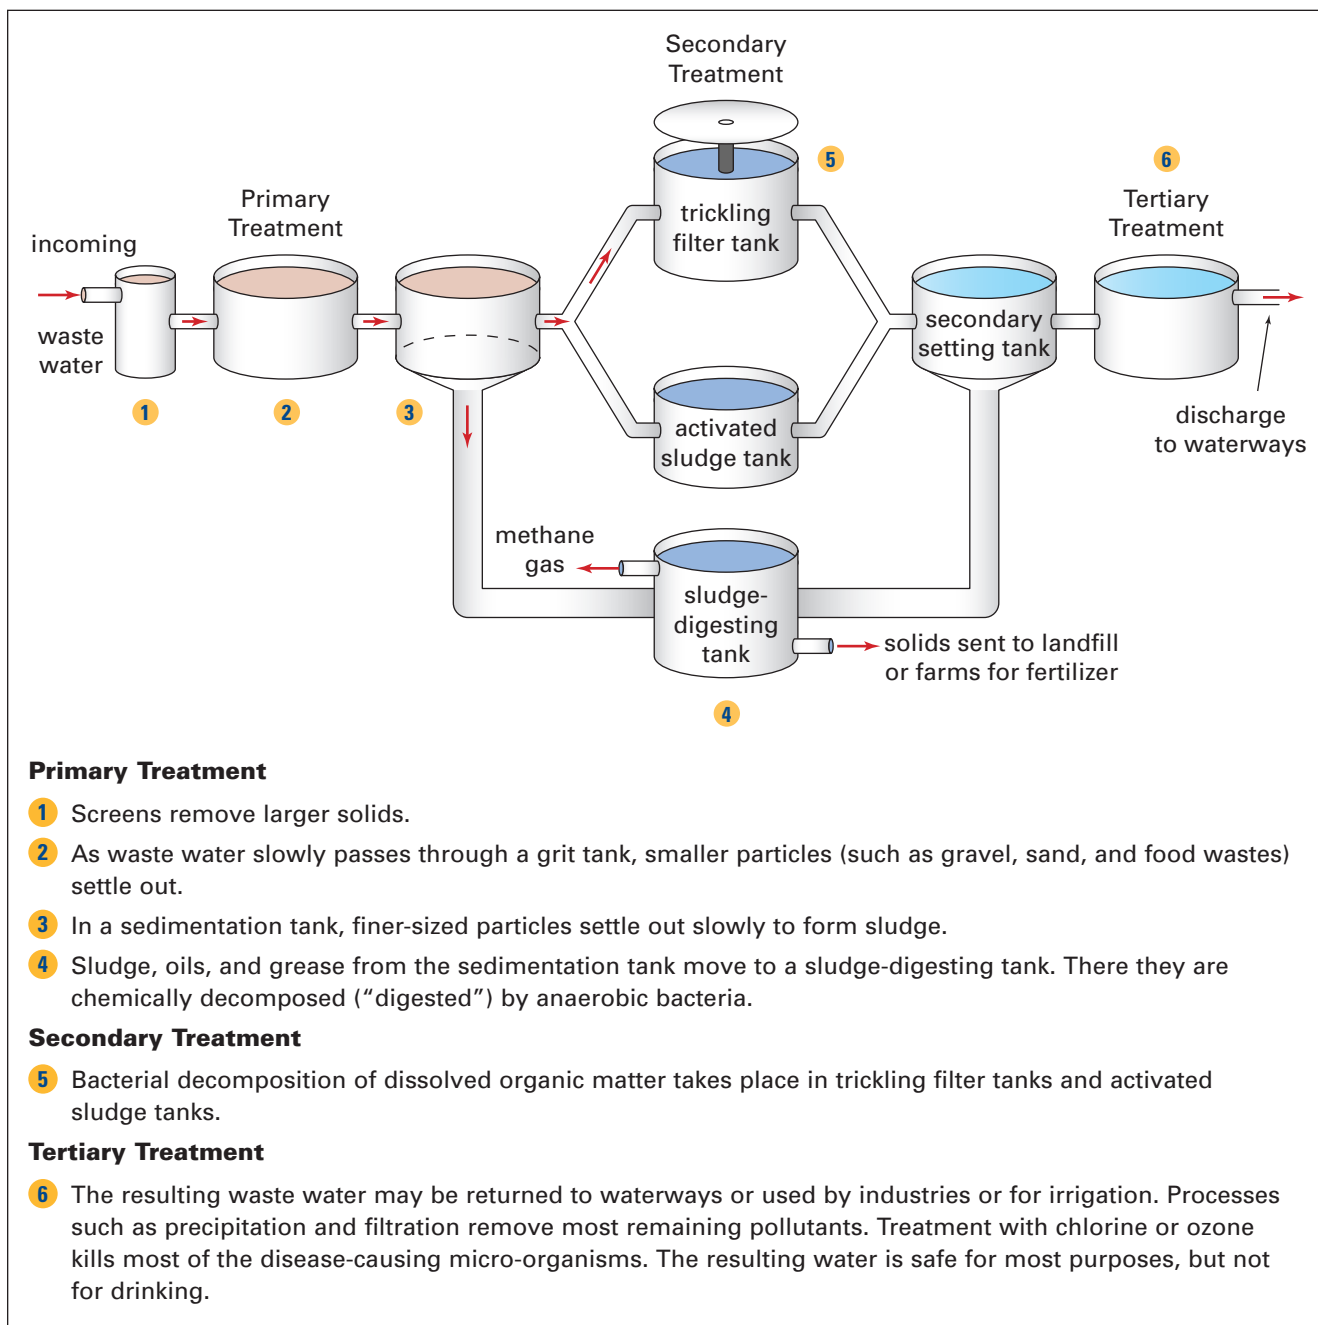 Secondary
Treatment
5
6
Primary
Treatment
trickling
filter tank
Tertiary
Treatment
incoming
waste
water
secondary
setting tank
1
2
3
activated
sludge tank
discharge
to waterways
methane
gas
sludge-
digesting
tank
solids sent to landfill
or farms for fertilizer
4
Primary Treatment
1 Screens remove larger solids.
2 As waste water slowly passes through a grit tank, smaller particles (such as gravel, sand, and food wastes)
settle out.
3 In a sedimentation tank, finer-sized particles settle out slowly to form sludge.
4 Sludge, oils, and grease from the sedimentation tank move to a sludge-digesting tank. There they are
chemically decomposed (“digested”) by anaerobic bacteria.
Secondary Treatment
5 Bacterial decomposition of dissolved organic matter takes place in trickling filter tanks and activated
sludge tanks.
Tertiary Treatment
6 The resulting waste water may be returned to waterways or used by industries or for irrigation. Processes
such as precipitation and filtration remove most remaining pollutants. Treatment with chlorine or ozone
kills most of the disease-causing micro-organisms. The resulting water is safe for most purposes, but not
for drinking.